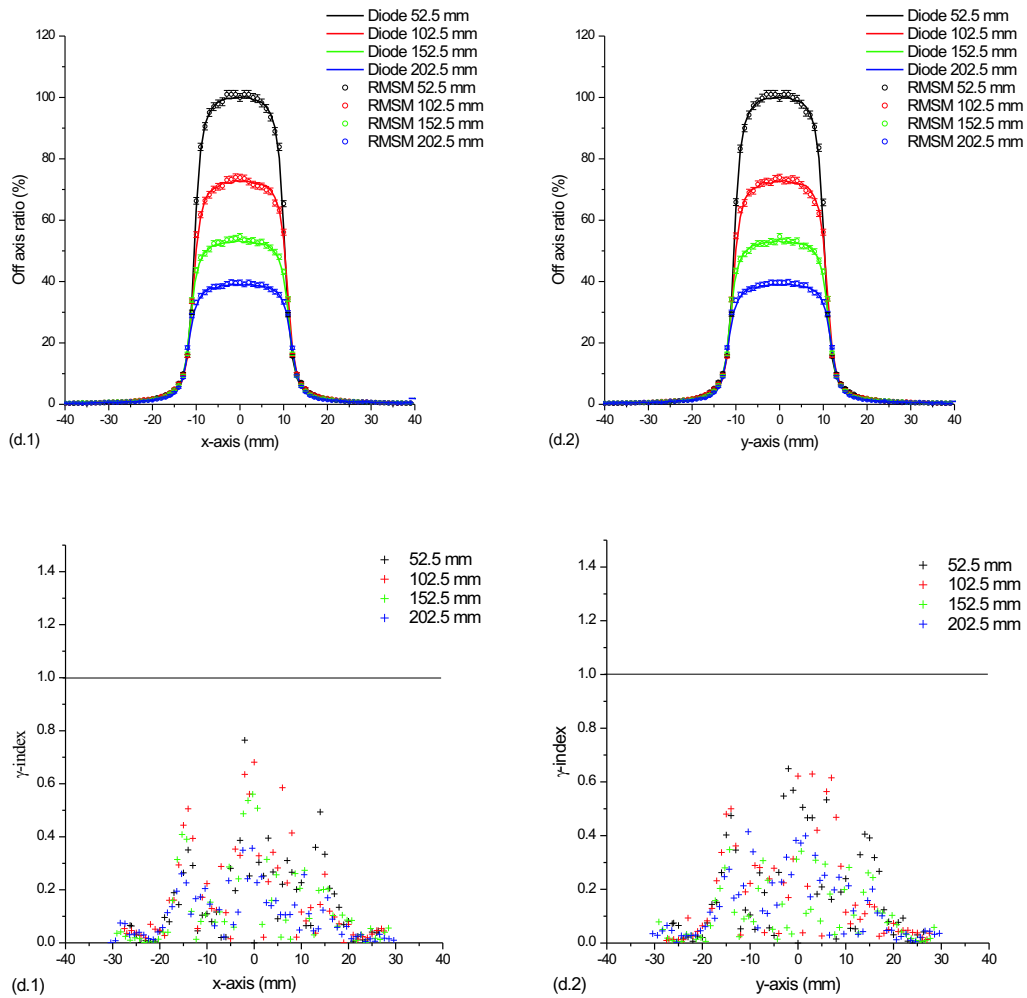 Diode 52.5 mm
Diode 102.5 mm
Diode 152.5 mm
Diode 202.5 mm
RMSM 52.5 mm
RMSM 102.5 mm
RMSM 152.5 mm
RMSM 202.5 mm
120
100
80
60
40
20
0
Off axis ratio (%)
-40 -30 -20 -10 0 10 20 30 40
x-axis (mm)
(d.1)
Diode 52.5 mm
Diode 102.5 mm
Diode 152.5 mm
Diode 202.5 mm
RMSM 52.5 mm
RMSM 102.5 mm
RMSM 152.5 mm
RMSM 202.5 mm
120
100
80
60
40
20
0
Off axis ratio (%)
-40 -30 -20 -10 0 10 20 30 40
y-axis (mm)
(d.2)
52.5 mm
102.5 mm
152.5 mm
202.5 mm
1.4
1.2
1.0
0.8
0.6
0.4
0.2
0.0
γ-index
-40 -30 -20 -10 0 10 20 30 40
x-axis (mm)
(d.1)
52.5 mm
102.5 mm
152.5 mm
202.5 mm
1.4
1.2
1.0
0.8
0.6
0.4
0.2
0.0
γ-index
-40 -30 -20 -10 0 10 20 30 40
y-axis (mm)
(d.2)